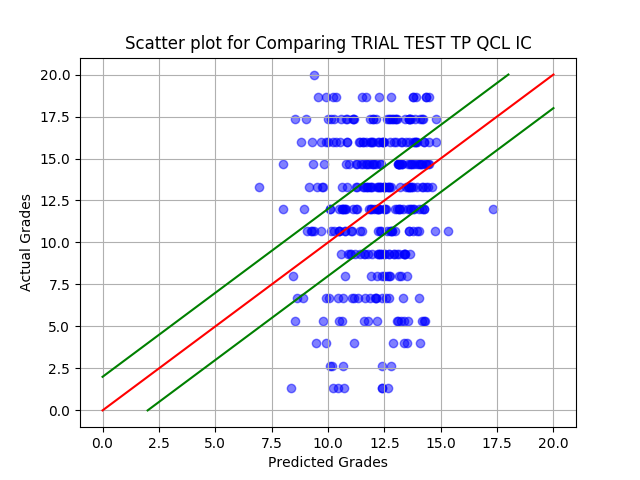 Scatter plot for Comparing TRIAL TEST TP QCL IC
20.0
17.5
15.0
12.5
10.0
7.5
5.0
2.5
0.0
Actual Grades
0.0 2.5 5.0 7.5 10.0 12.5 15.0 17.5 20.0
Predicted Grades